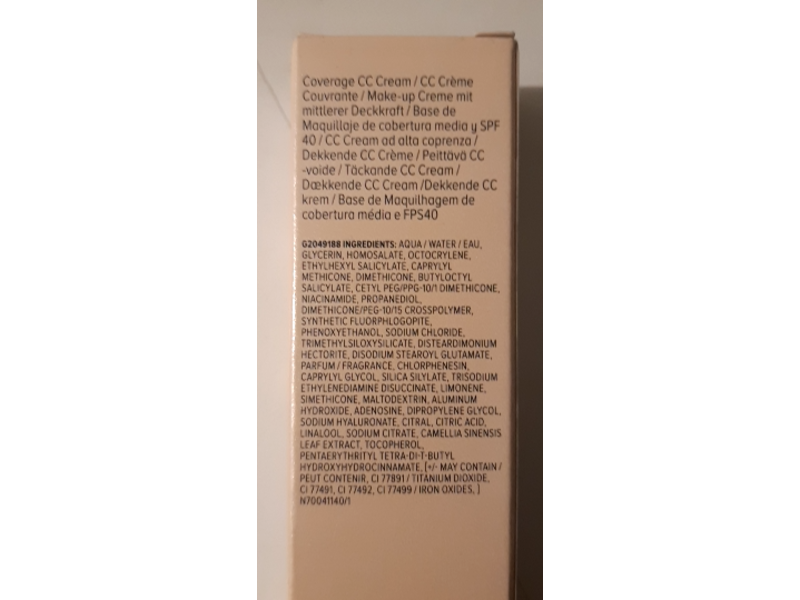 Coverage CC Cream / CC Crème
Couvrante / Make-up Creme mit
mittlerer Deckkraft / Base de
Maquillaje de cobertura media y SPF
40 / CC Cream ad alta coprenza /
Dekkende CC Crème / Peittävä CC
-voide / Täckande CC Cream /
Dækkende CC Cream /Dekkende CC
krem / Base de Maquilhagem de
cobertura média e FPS40
G2049188 INGREDIENTS: AQUA / WATER / EAU,
GLYCERIN, HOMOSALATE, OCTOCRYLENE,
ETHYLHEXYL SALICYLATE, CAPRYLYL
METHICONE, DIMETHICONE, BUTYLOCTYL
SALICYLATE, CETYL PEG/PPG-10/1 DIMETHICONE,
NIACINAMIDE, PROPANEDIOL,
DIMETHICONE/PEG-10/15 CROSSPOLYMER,
SYNTHETIC FLUORPHLOGOPITE,
PHENOXYETHANOL, SODIUM CHLORIDE,
TRIMETHYLSILOXYSILICATE, DISTEARDIMONIUM
HECTORITE, DISODIUM STEAROYL GLUTAMATE,
PARFUM / FRAGRANCE, CHLORPHENESIN,
CAPRYLYL GLYCOL, SILICA SILYLATE, TRISODIUM
ETHYLENEDIAMINE DISUCCINATE, LIMONENE,
SIMETHICONE, MALTODEXTRIN, ALUMINUM
HYDROXIDE, ADENOSINE, DIPROPYLENE GLYCOL,
SODIUM HYALURONATE, CITRAL, CITRIC ACID,
LINALOOL, SODIUM CITRATE, CAMELLIA SINENSIS
LEAF EXTRACT, TOCOPHEROL,
PENTAERYTHRITYL TETRA-DI-T-BUTYL
HYDROXYHYDROCINNAMATE, [+/- MAY CONTAIN /
PEUT CONTENIR, CI 77891 / TITANIUM DIOXIDE,
CI 77491, CI 77492, CI 77499 / IRON OXIDES, ]
N70041140/1